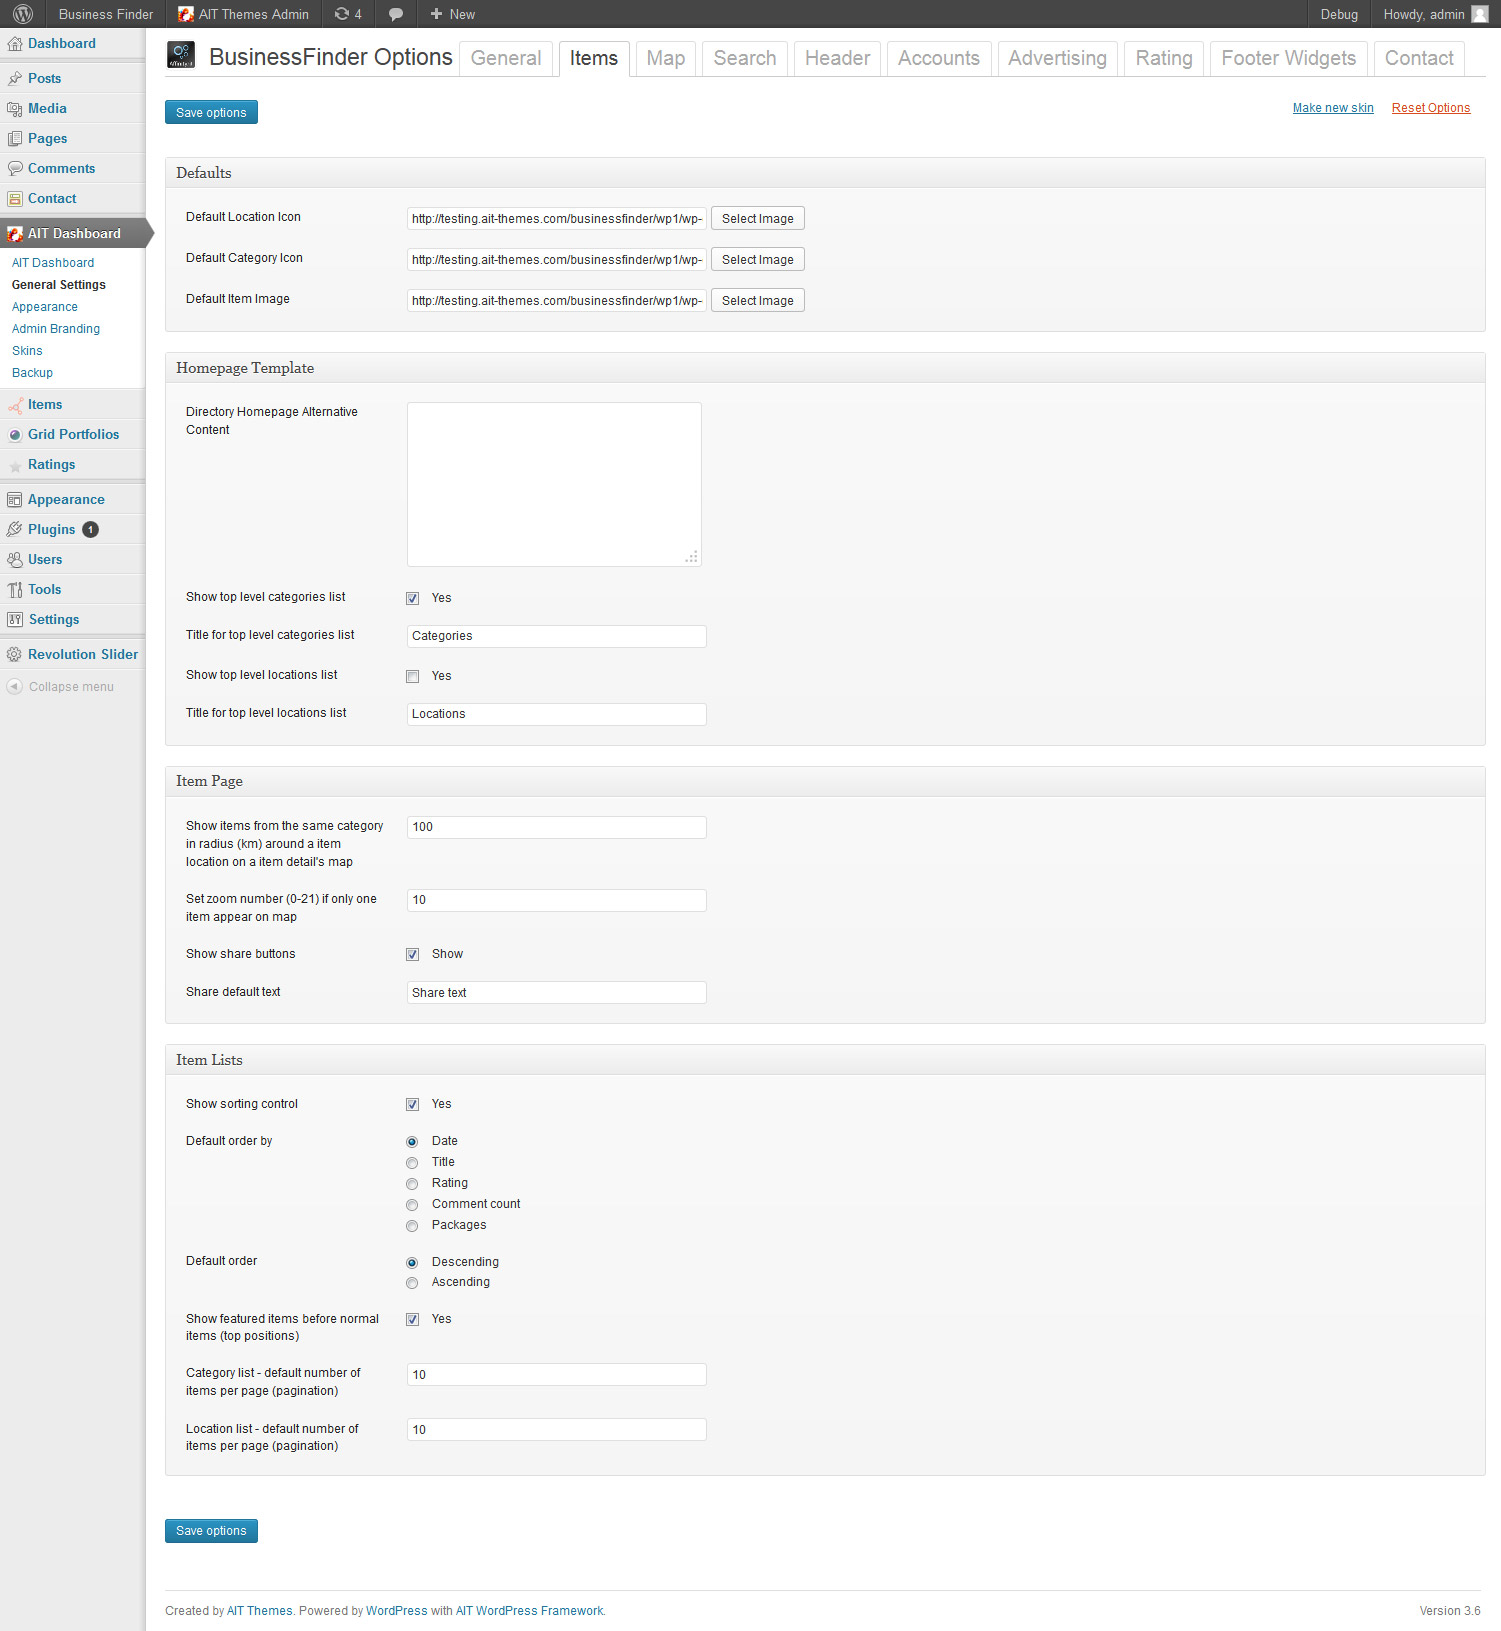 Business Finder
AIT Themes Admin
4
New
Debug
Howdy, admin
Dashboard
Posts
Media
Pages
Comments
Contact
AIT Dashboard
AIT Dashboard
General Settings
Appearance
Admin Branding
Skins
Backup
Items
Grid Portfolios
Ratings
Appearance
Plugins 1
Users
Tools
Settings
Revolution Slider
Collapse menu
BusinessFinder Options
General
Items
Map
Search
Header
Accounts
Advertising
Rating
Footer Widgets
Contact
Save options
Make new skin
Reset Options
Defaults
Default Location Icon
http://testing.ait-themes.com/businessfinder/wp1/wp-
Select Image
Default Category Icon
http://testing.ait-themes.com/businessfinder/wp1/wp-
Select Image
Default Item Image
http://testing.ait-themes.com/businessfinder/wp1/wp-
Select Image
Homepage Template
Directory Homepage Alternative
Content
Show top level categories list
Yes
Title for top level categories list
Categories
Show top level locations list
Yes
Title for top level locations list
Locations
Item Page
Show items from the same category
in radius (km) around a item
location on a item detail's map
100
Set zoom number (0-21) if only one
item appear on map
10
Show share buttons
Show
Share default text
Share text
Item Lists
Show sorting control
Yes
Default order by
Date
Title
Rating
Comment count
Packages
Default order
Descending
Ascending
Show featured items before normal
items (top positions)
Yes
Category list - default number of
items per page (pagination)
10
Location list - default number of
items per page (pagination)
10
Save options
Created by AIT Themes. Powered by WordPress with AIT WordPress Framework.
Version 3.6